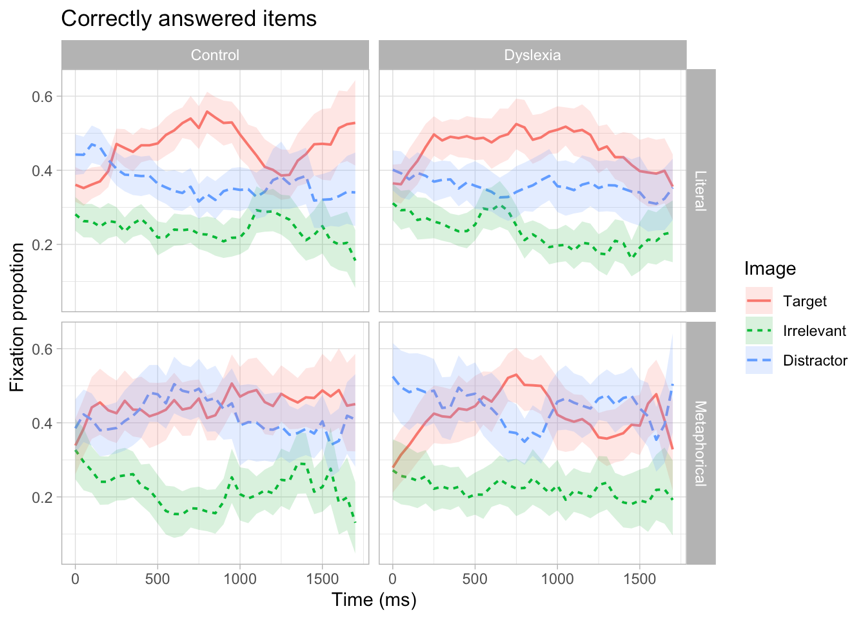 Correctly answered items
Control
Dyslexia
0.6
0.4
0.2
Literal
0.6
0.4
0.2
Metaphorical
0
500
1000
1500
0
500
1000
1500
Time (ms)
Fixation propotion
Image
Target
Irrelevant
Distractor